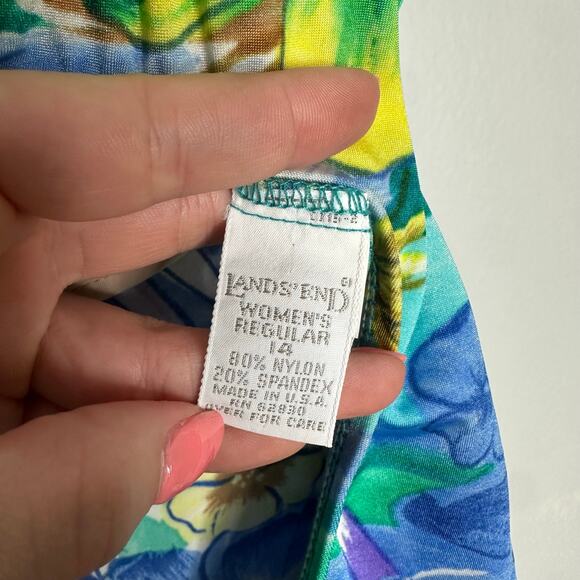 LANDS' END ®
WOMEN'S
REGULAR
14
80% NYLON
20% SPANDEX
MADE IN U.S.A.
RN 62830
OVER FOR CARE